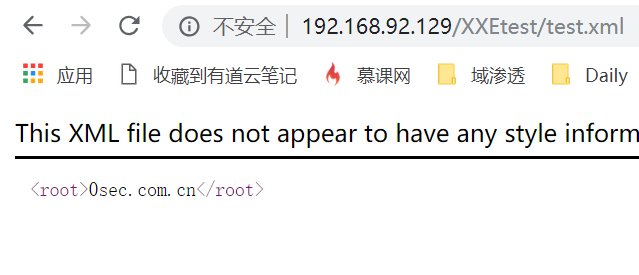 不安全 | 192.168.92.129/XXEtest/test.xml
应用 收藏到有道云笔记 慕课网 域渗透 Daily
This XML file does not appear to have any style inform
<root>0sec.com.cn</root>